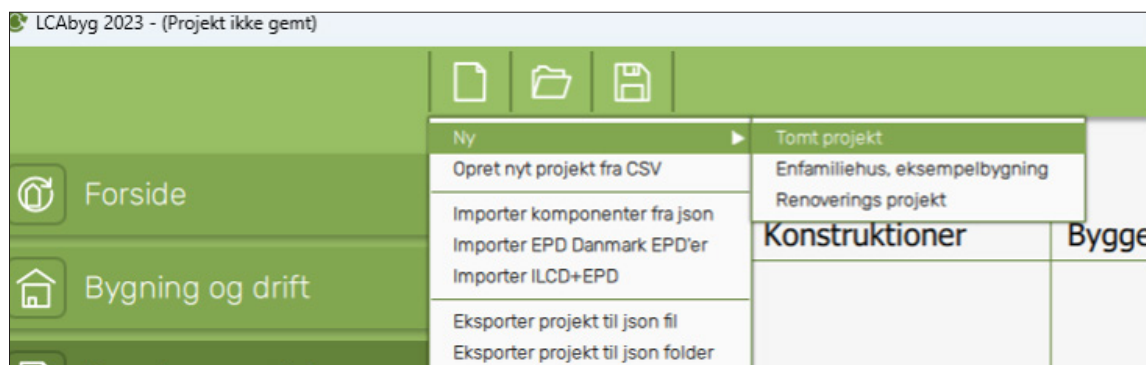 LCAbyg 2023 - (Projekt ikke gemt)
Ny
Tomt projekt
Opret nyt projekt fra CSV
Enfamiliehus, eksempelbygning
Renoverings projekt
Forside
Importer komponenter fra json
Importer EPD Danmark EPD'er
Importer ILCD+EPD
Konstruktioner
Bygge
Bygning og drift
Eksporter projekt til json fil
Eksporter projekt til json folder